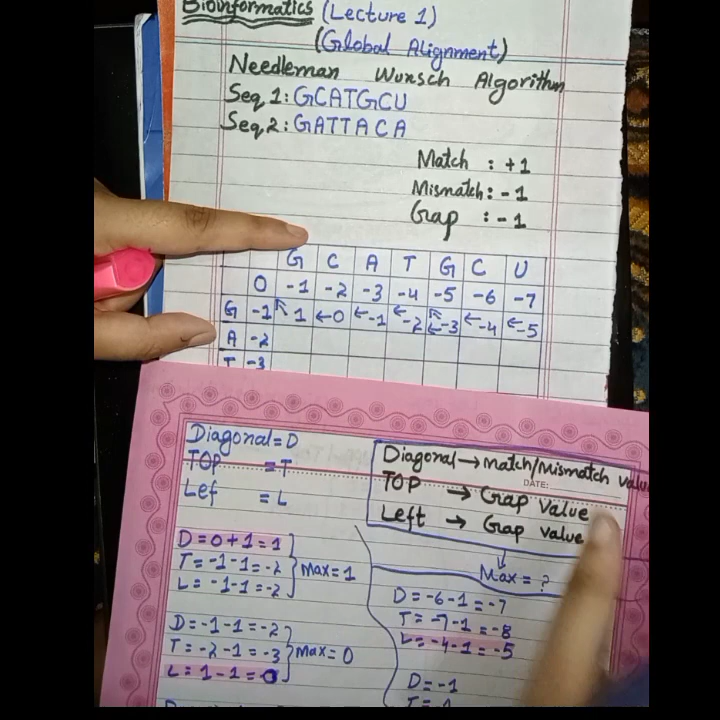 Bioinformatics (Lecture 1)
(Global Alignment)
Needleman Wunsch Algorithm
Seq 1: GCATGCU
Seq 2: GATTACA
Match : +1
Mismatch: -1
Gap : -1
G C A T G C U
0 -1 -2 -3 -4 -5 -6 -7
G -1 ↖1 ←0 ←-1 ←-2 ↖←-3 ←-4 ←-5
A -2
T -3
Diagonal = D
TOP = T
Lef = L
Diagonal → Match/Mismatch valu
DATE:
TOP → Gap value
Left → Gap value
Max = ?
D = 0+1 = 1
T = -1-1 = -2
L = -1-1 = -2
Max = 1
D = -1-1 = -2
T = -2-1 = -3
L = 1-1 = 0
Max = 0
D = -6-1 = -7
T = -7-1 = -8
L = -4-1 = -5
D = -1